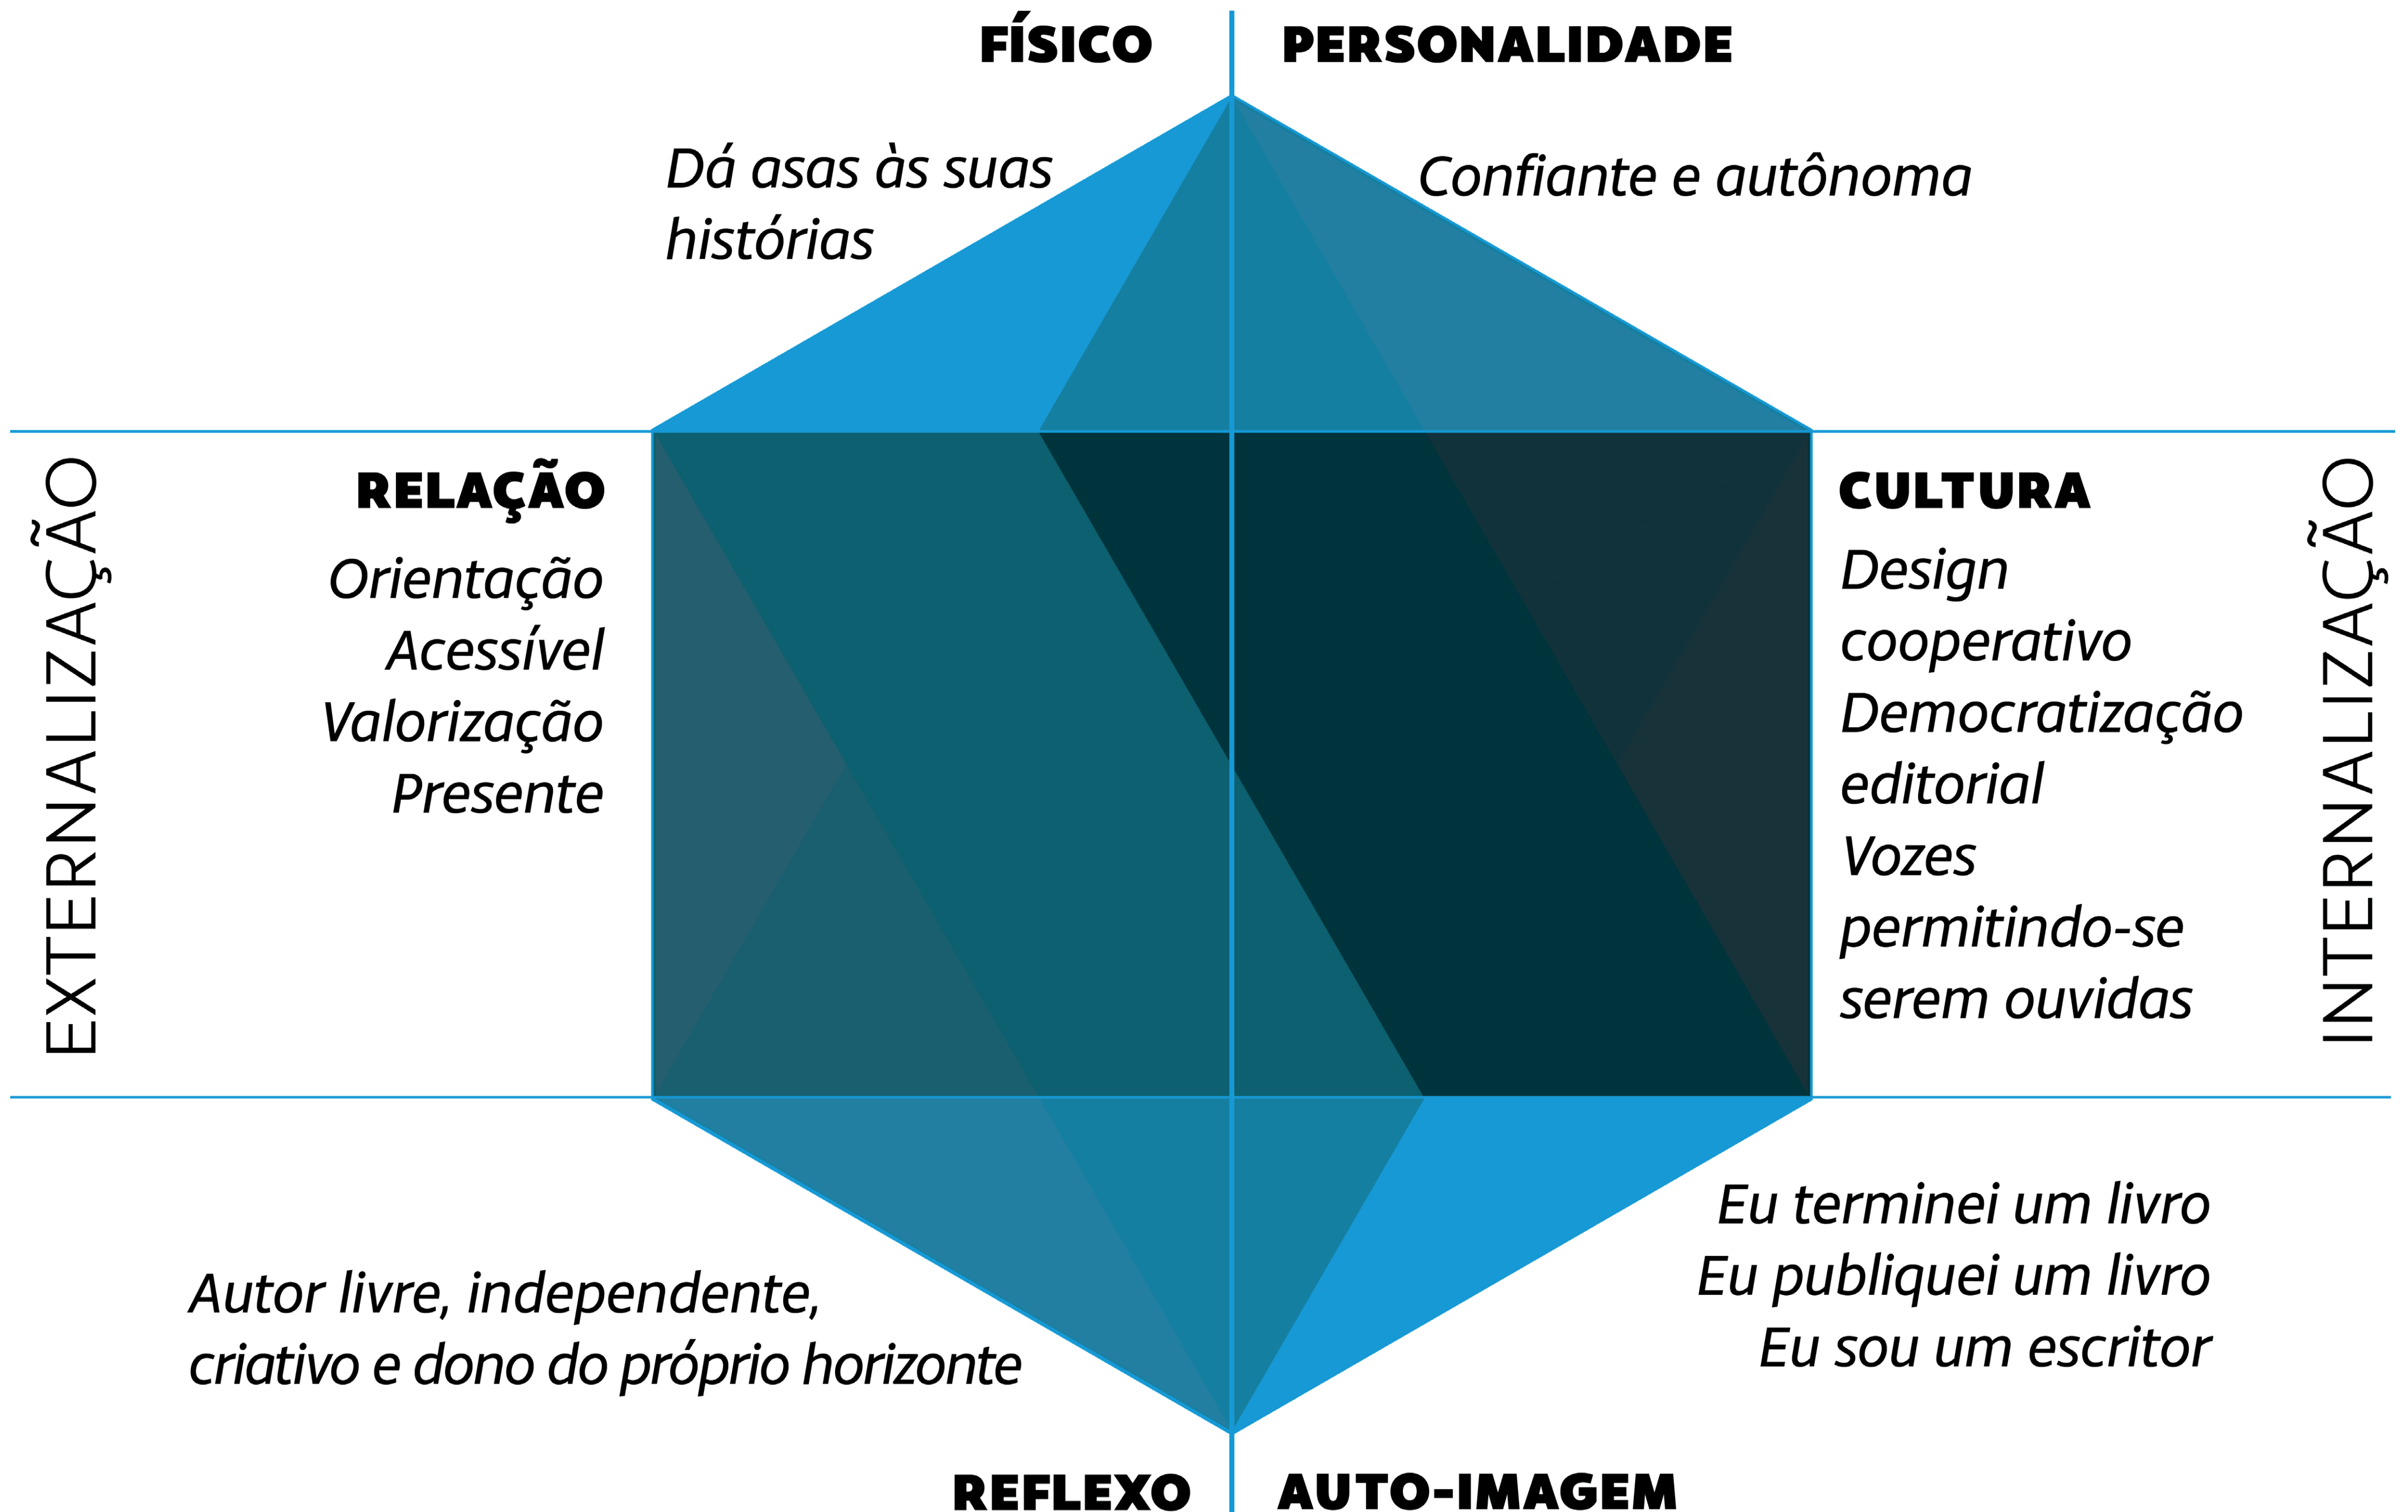 FÍSICO
PERSONALIDADE
Dá asas às suas
histórias
Confiante e autônoma
EXTERNALIZAÇÃO
RELAÇÃO
Orientação
Acessível
Valorização
Presente
CULTURA
Design
cooperativo
Democratização
editorial
Vozes
permitindo-se
serem ouvidas
INTERNALIZAÇÃO
Autor livre, independente,
criativo e dono do próprio horizonte
Eu terminei um livro
Eu publiquei um livro
Eu sou um escritor
REFLEXO
AUTO-IMAGEM